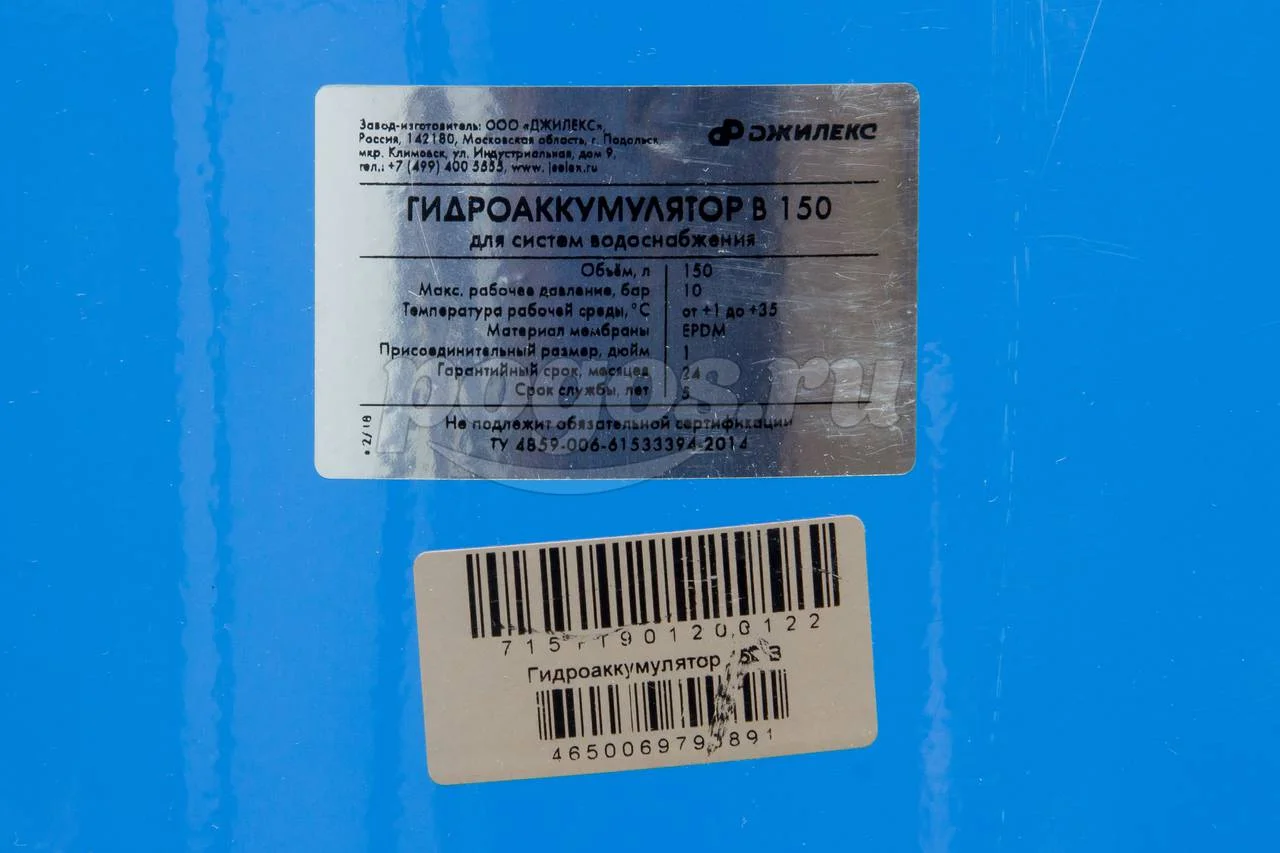 Завод-изготовитель: ООО «ДЖИЛЕКС»,
Россия, 142180, Московская область, г. Подольск,
мкр. Климовск, ул. Индустриальная, дом 9,
тел.: +7 (499) 400 5555, www. jeelex.ru
ДЖИЛЕКС
ГИДРОАККУМУЛЯТОР В 150
для систем водоснабжения
Объём, л 150
Макс. рабочее давление, бар 10
Температура рабочей среды, °С от +1 до +35
Материал мембраны EPDM
Присоединительный размер, дюйм 1
Гарантийный срок, месяцев 24
Срок службы, лет 5
Не подлежит обязательной сертификации
ТУ 4859-006-61533394-2014
2/18
pocos.ru
Гидроаккумулятор